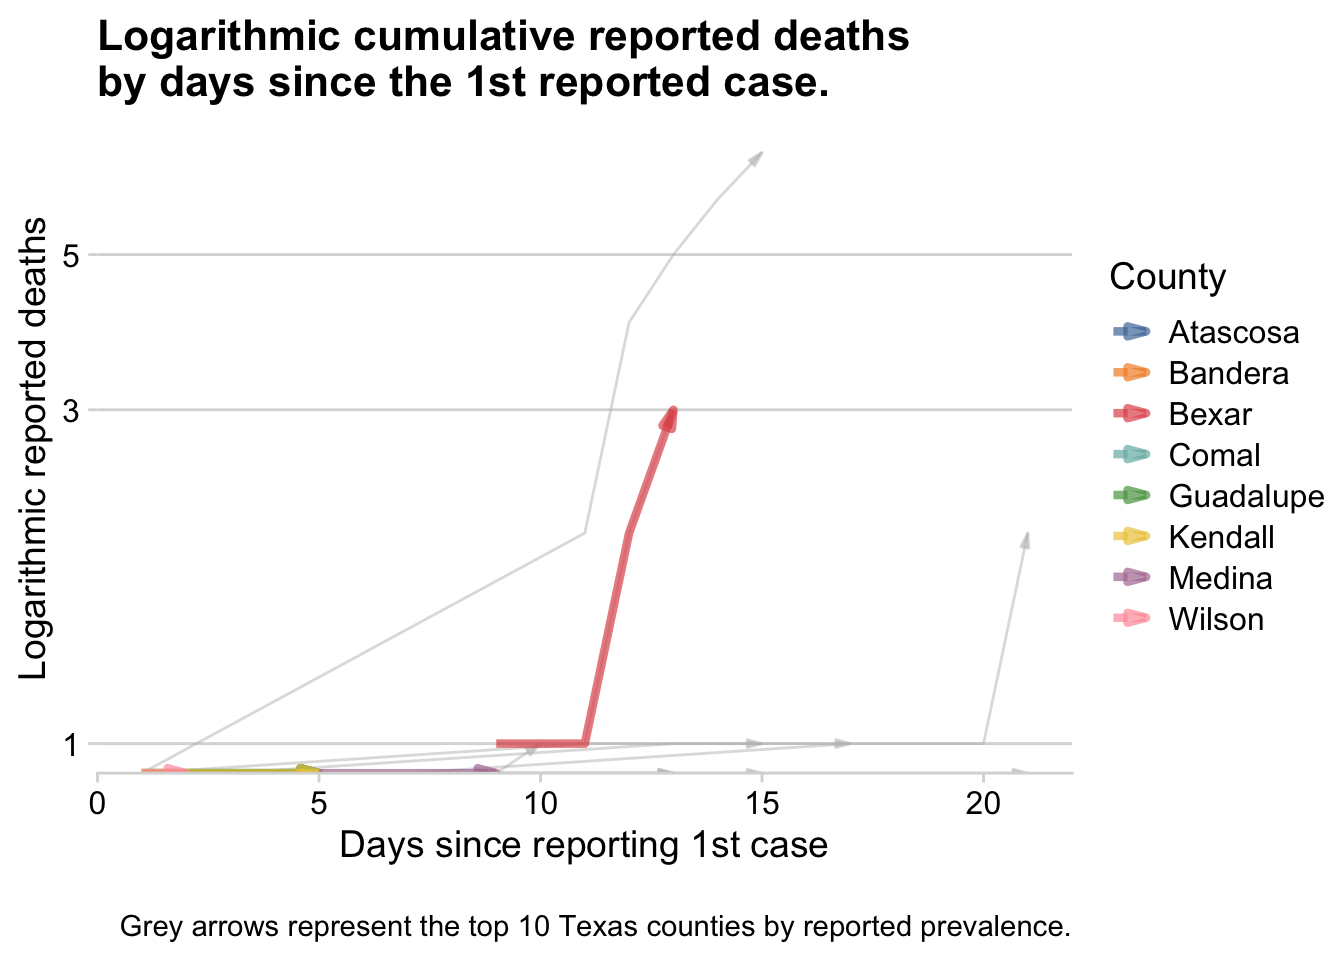 Logarithmic cumulative reported deaths
by days since the 1st reported case.
Logarithmic reported deaths
5
3
1
0
5
10
15
20
Days since reporting 1st case
County
Atascosa
Bandera
Bexar
Comal
Guadalupe
Kendall
Medina
Wilson
Grey arrows represent the top 10 Texas counties by reported prevalence.